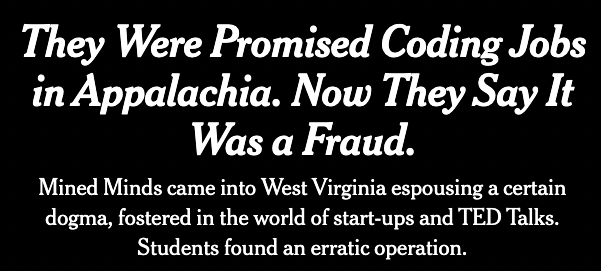 They Were Promised Coding Jobs
in Appalachia. Now They Say It
Was a Fraud.
Mined Minds came into West Virginia espousing a certain
dogma, fostered in the world of start-ups and TED Talks.
Students found an erratic operation.